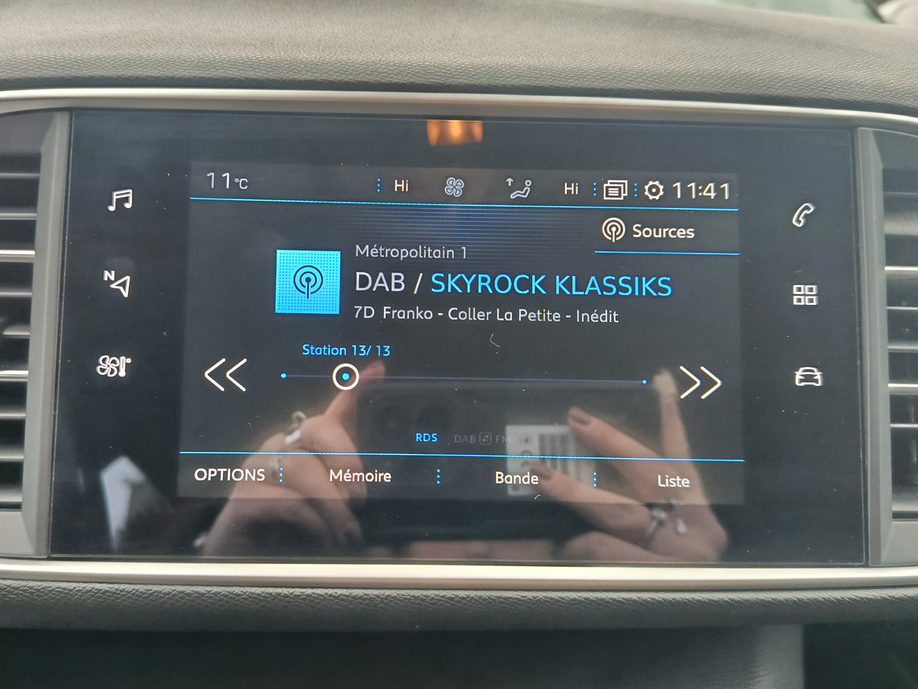 11°C Hi Hi 11:41
Sources
Métropolitain 1
DAB / SKYROCK KLASSIKS
7D Franko - Coller La Petite - Inédit
Station 13/ 13
N
RDS DAB FM
OPTIONS Mémoire Bande Liste